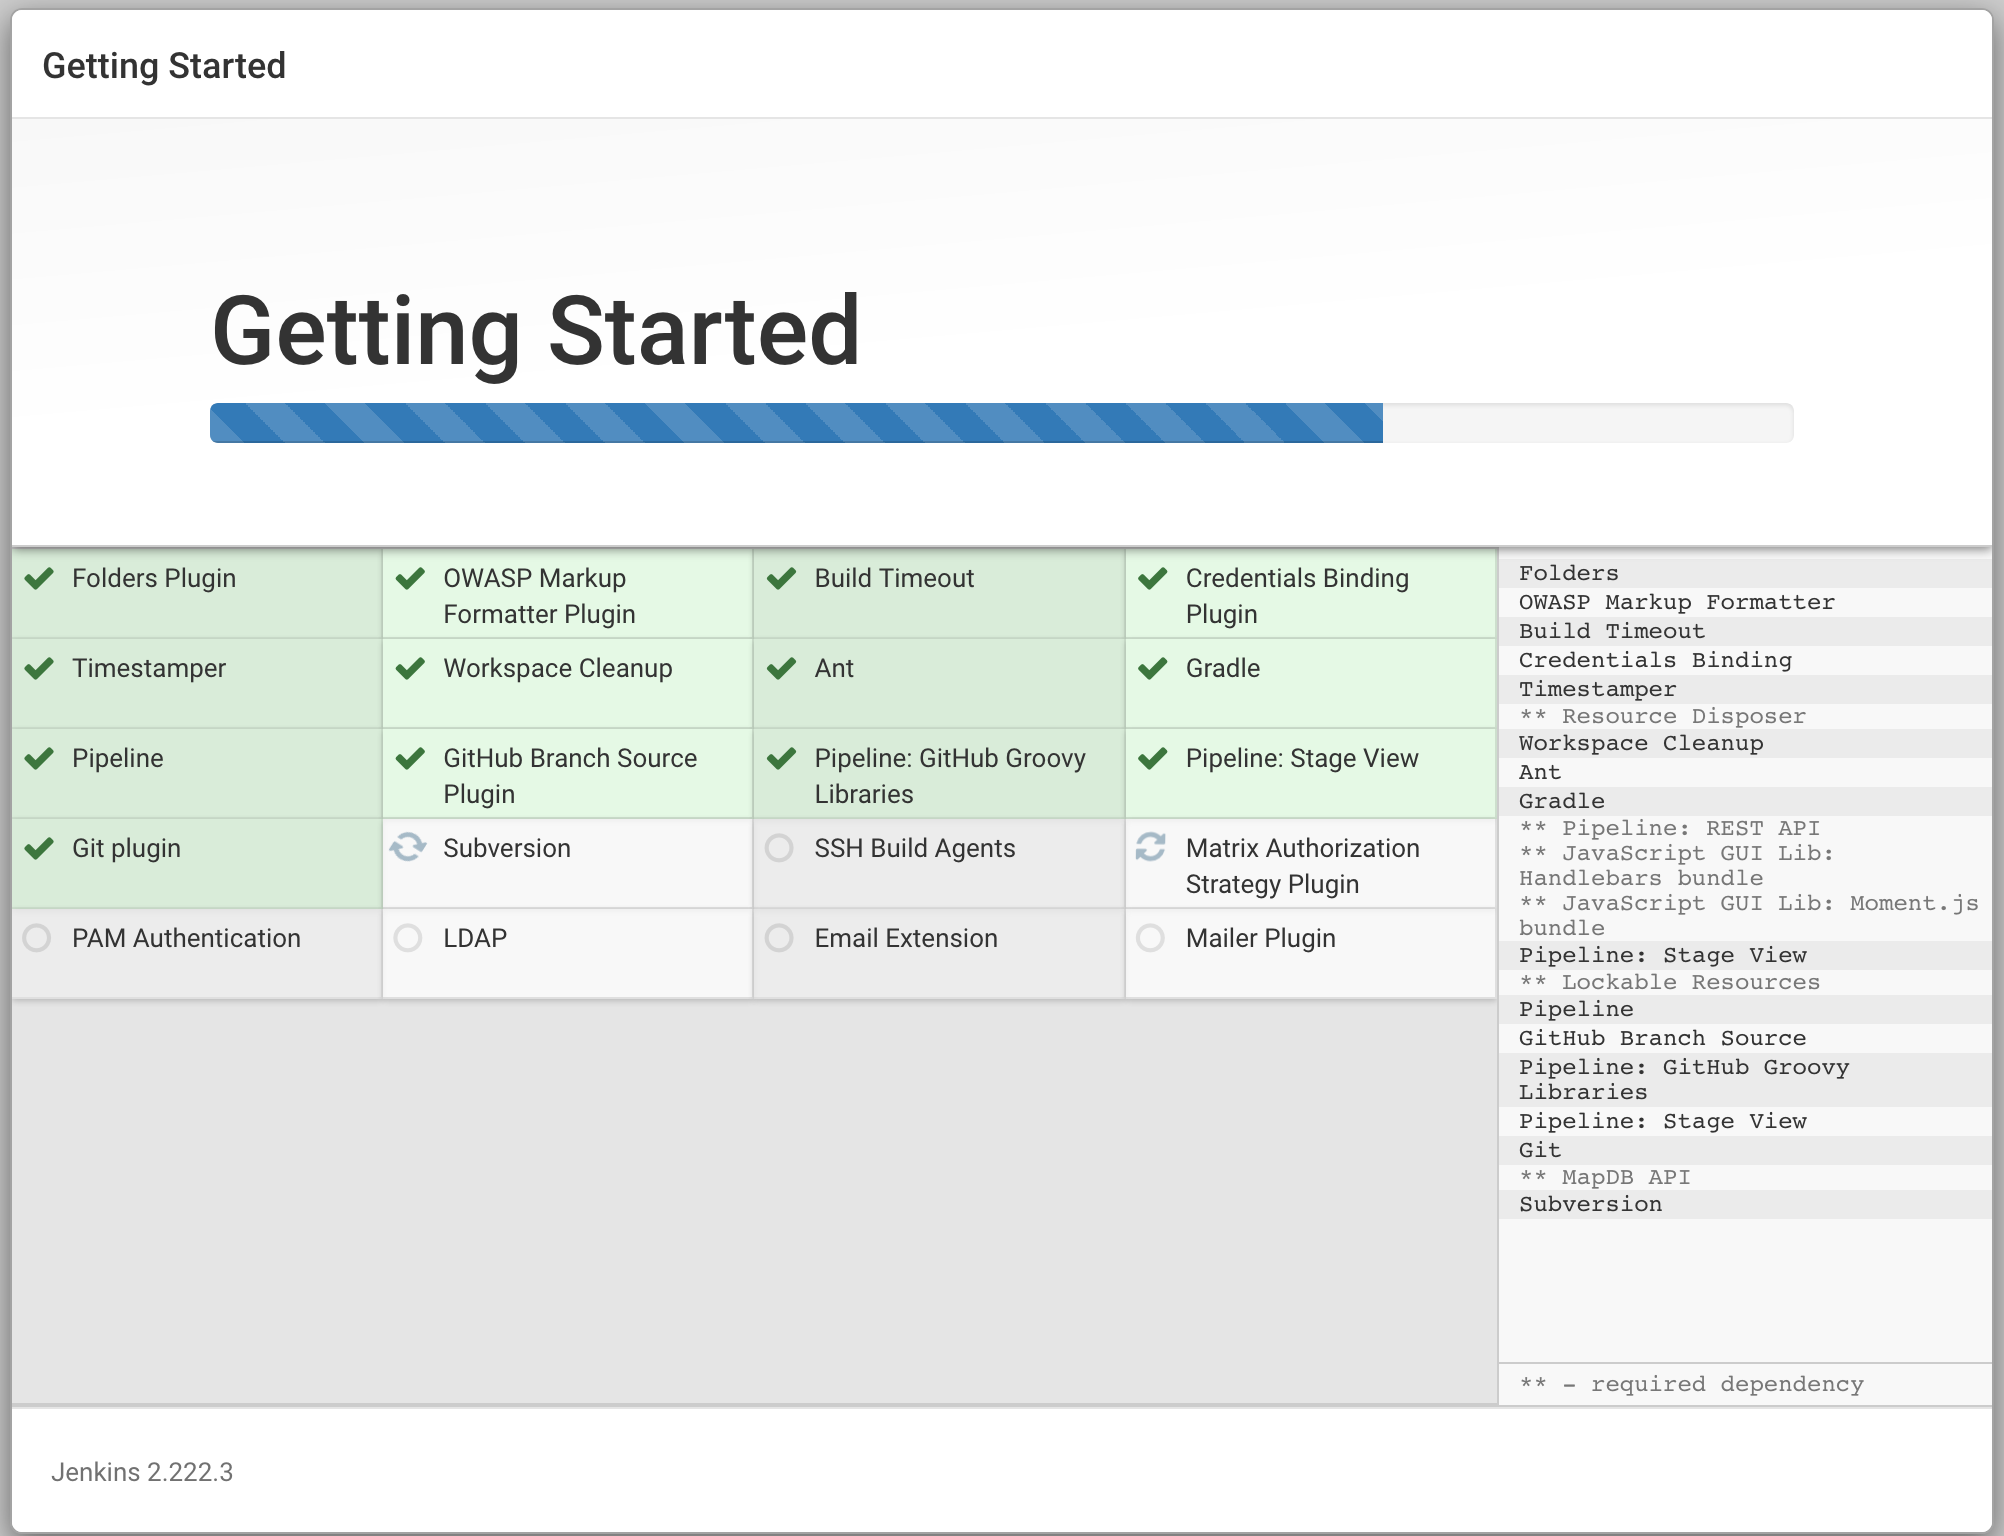 Getting Started
Getting Started
Folders Plugin
OWASP Markup
Formatter Plugin
Build Timeout
Credentials Binding
Plugin
Timestamper
Workspace Cleanup
Ant
Gradle
Pipeline
GitHub Branch Source
Plugin
Pipeline: GitHub Groovy
Libraries
Pipeline: Stage View
Git plugin
Subversion
SSH Build Agents
Matrix Authorization
Strategy Plugin
PAM Authentication
LDAP
Email Extension
Mailer Plugin
Folders
OWASP Markup Formatter
Build Timeout
Credentials Binding
Timestamper
** Resource Disposer
Workspace Cleanup
Ant
Gradle
** Pipeline: REST API
** JavaScript GUI Lib:
Handlebars bundle
** JavaScript GUI Lib: Moment.js
bundle
Pipeline: Stage View
** Lockable Resources
Pipeline
GitHub Branch Source
Pipeline: GitHub Groovy
Libraries
Pipeline: Stage View
Git
** MapDB API
Subversion
** - required dependency
Jenkins 2.222.3